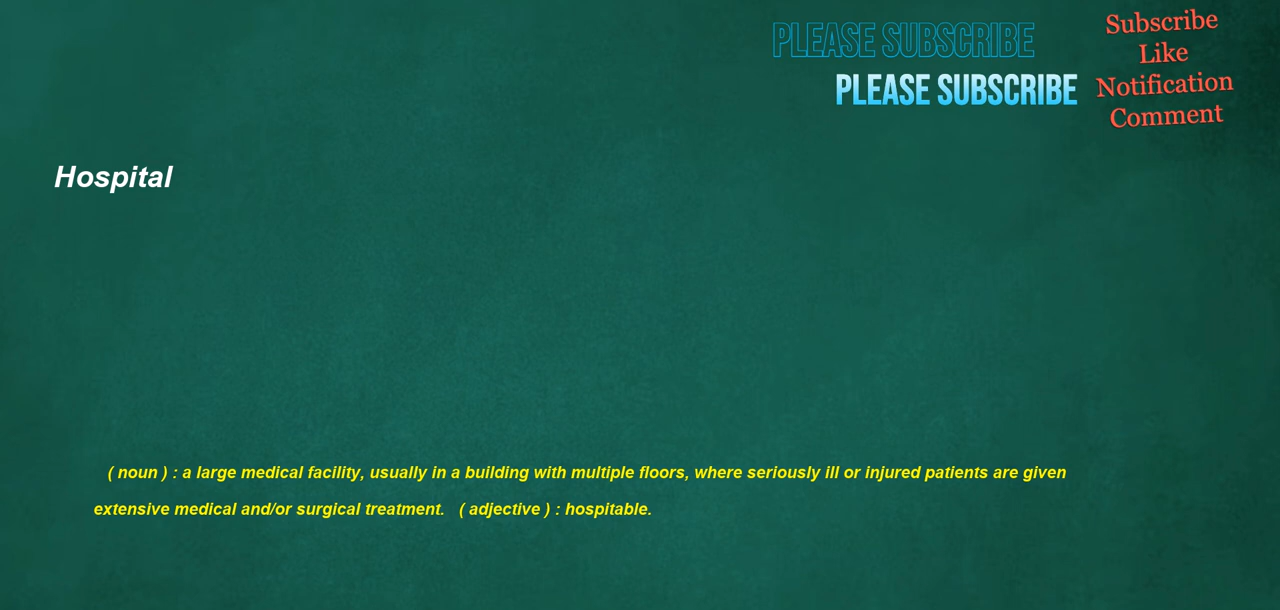 PLEASE SUBSCRIBE
PLEASE SUBSCRIBE
Subscribe
Like
Notification
Comment
Hospital
( noun ) : a large medical facility, usually in a building with multiple floors, where seriously ill or injured patients are given
extensive medical and/or surgical treatment. ( adjective ) : hospitable.